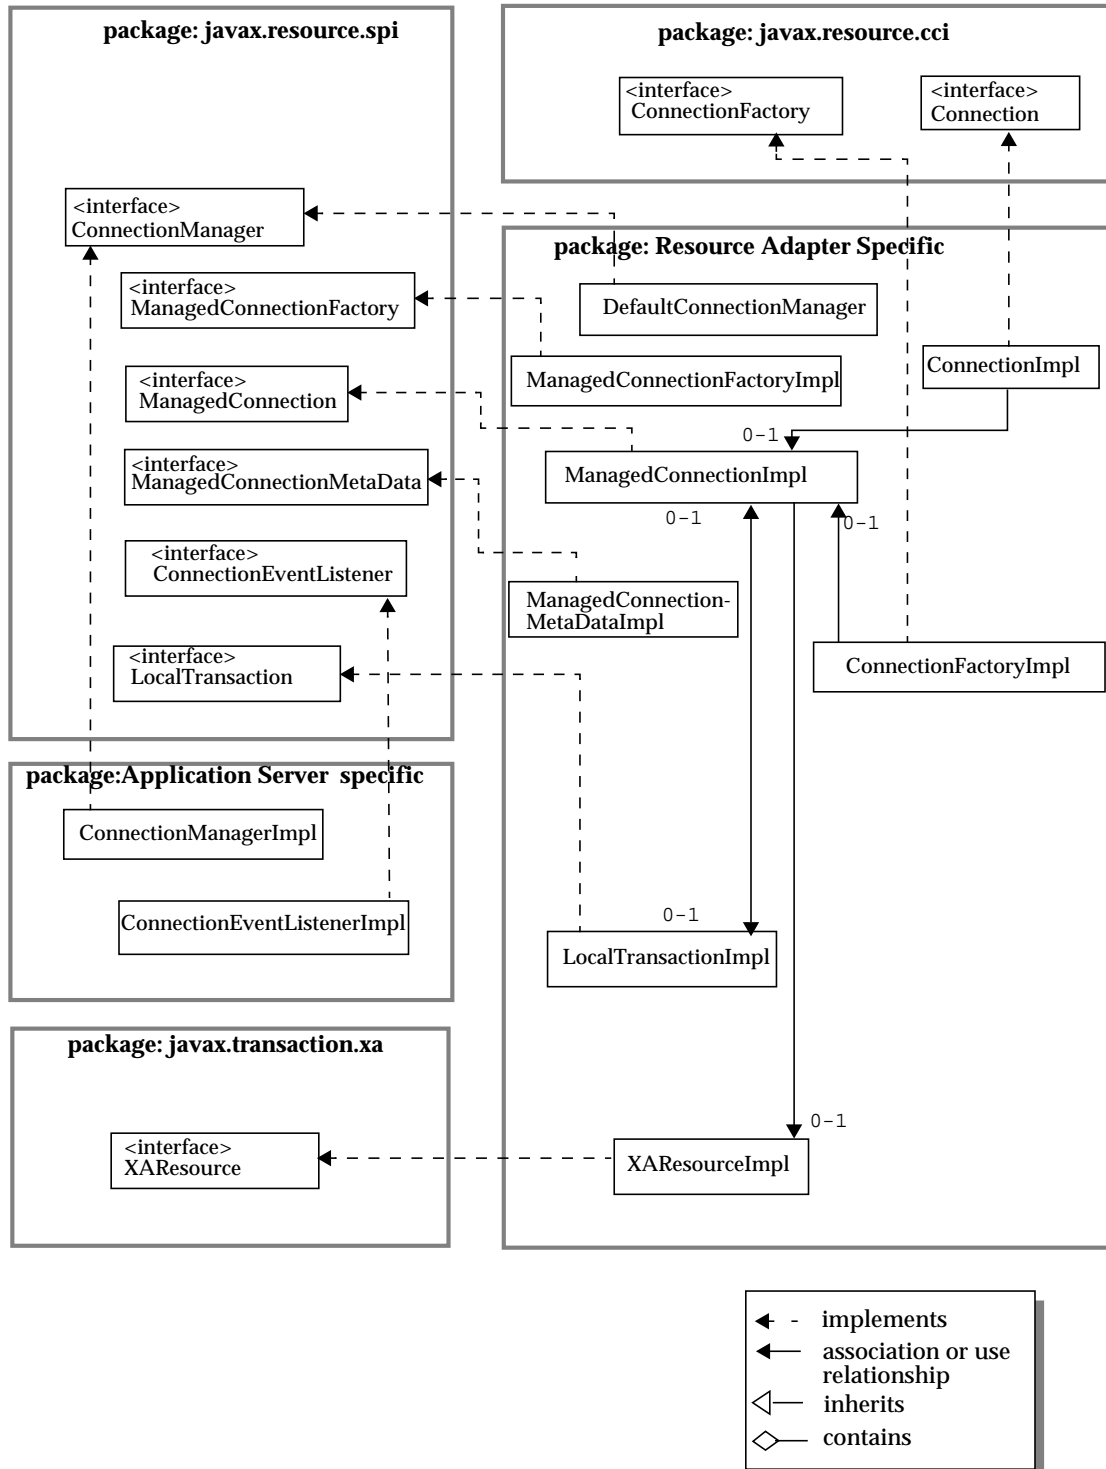 package: javax.resource.spi
<interface>
ConnectionManager
<interface>
ManagedConnectionFactory
<interface>
ManagedConnection
<interface>
ManagedConnectionMetaData
<interface>
ConnectionEventListener
<interface>
LocalTransaction
package: javax.resource.cci
<interface>
ConnectionFactory
<interface>
Connection
package: Resource Adapter Specific
DefaultConnectionManager
ManagedConnectionFactoryImpl
ConnectionImpl
0-1
ManagedConnectionImpl
0-1
0-1
ManagedConnection-
MetaDataImpl
ConnectionFactoryImpl
0-1
LocalTransactionImpl
0-1
XAResourceImpl
package:Application Server specific
ConnectionManagerImpl
ConnectionEventListenerImpl
package: javax.transaction.xa
<interface>
XAResource
implements
association or use
relationship
inherits
contains